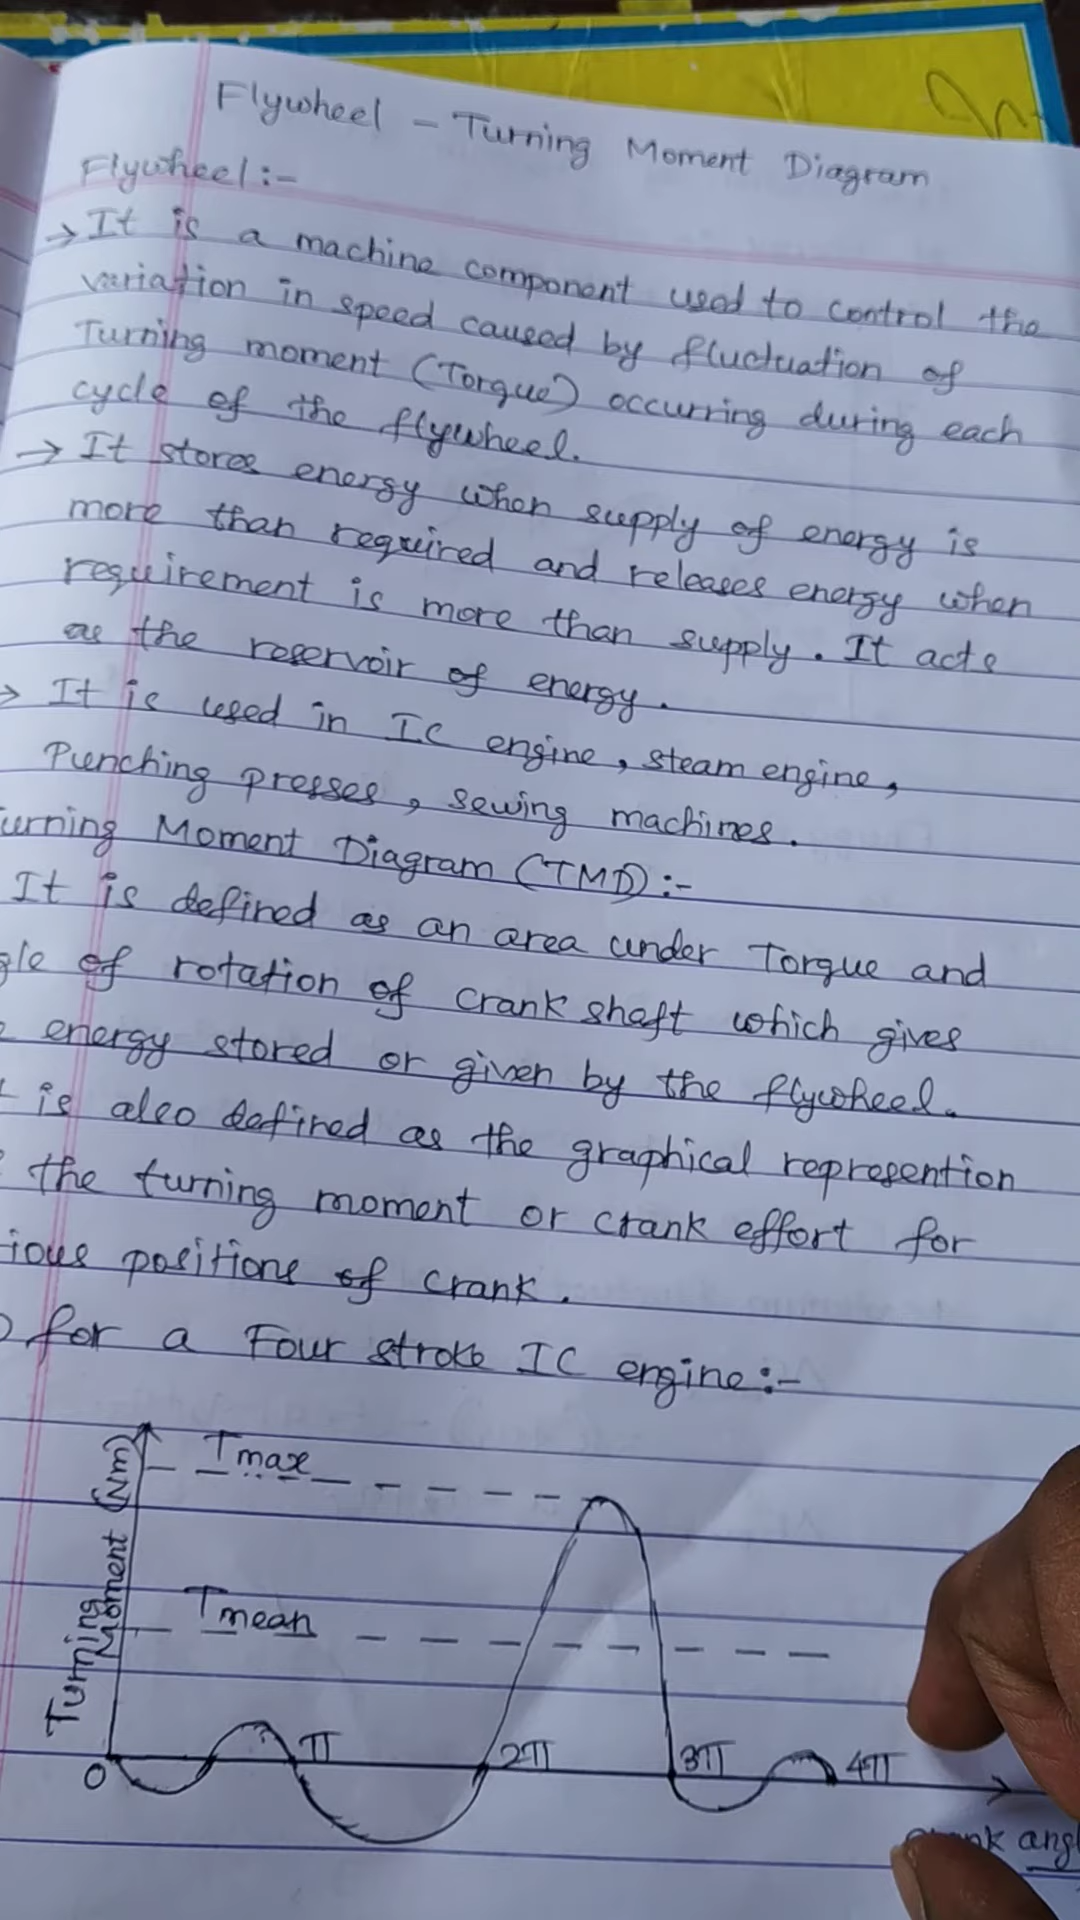 Flywheel - Turning Moment Diagram
Flywheel :-
→ It is a machine component used to control the
variation in speed caused by fluctuation of
Turning moment (Torque) occurring during each
cycle of the flywheel.
→ It stores energy when supply of energy is
more than required and releases energy when
requirement is more than supply. It acts
as the reservoir of energy.
→ It is used in IC engine, steam engine,
Punching presses, sewing machines.
urning Moment Diagram (TMD) :-
It is defined as an area under Torque and
gle of rotation of crank shaft which gives
energy stored or given by the flywheel.
is also defined as the graphical represention
the turning moment or crank effort for
ious positions of crank.
for a Four stroke IC engine :-
Tmax
Turning Moment (Nm)
Tmean
0 π 2π 3π 4π
ang